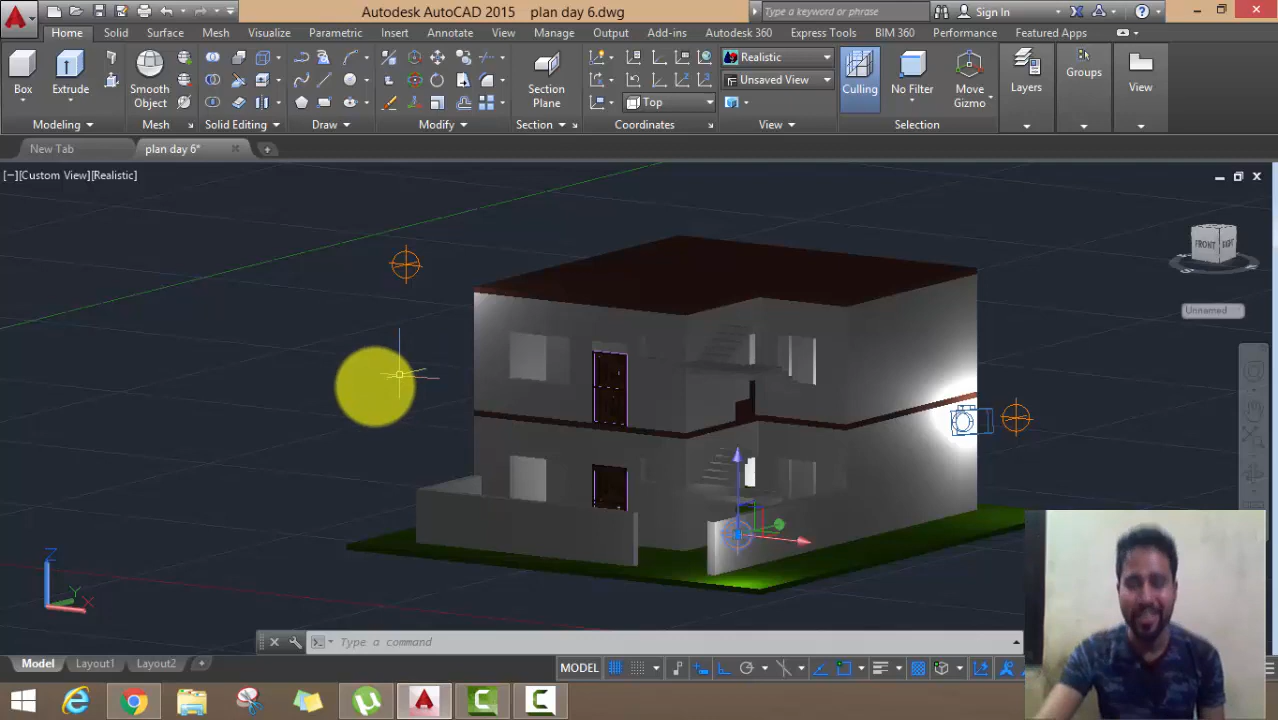 Autodesk AutoCAD 2015 plan day 6.dwg
Type a keyword or phrase
Sign In
Home Solid Surface Mesh Visualize Parametric Insert Annotate View Manage Output Add-ins Autodesk 360 Express Tools BIM 360 Performance Featured Apps
Box
Extrude
Smooth
Object
Section
Plane
Realistic
Unsaved View
Top
Culling
No Filter
Move
Gizmo
Layers
Groups
View
Modeling
Mesh
Solid Editing
Draw
Modify
Section
Coordinates
View
Selection
New Tab
plan day 6*
[−][Custom View][Realistic]
FRONT
RIGHT
Unnamed
Z
Y
X
Type a command
Model Layout1 Layout2
MODEL